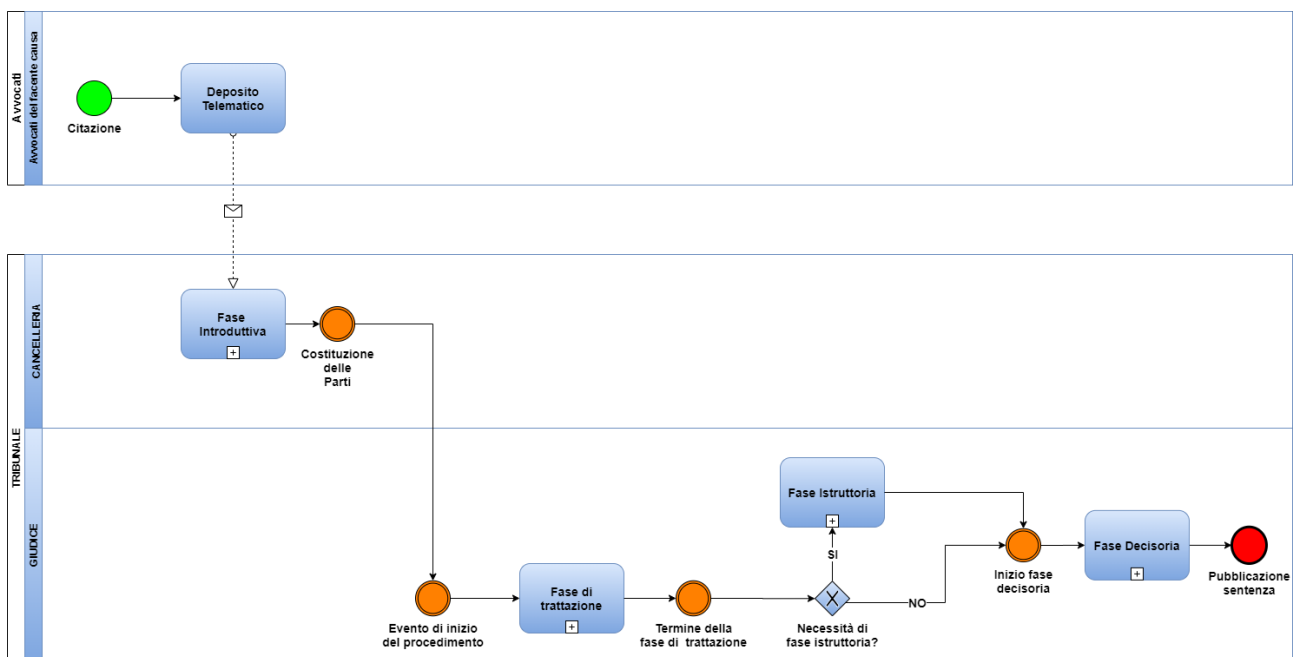 Avvocati
Avvocati del facente causa
Citazione
Deposito
Telematico
TRIBUNALE
CANCELLERIA
Fase
Introduttiva
Costituzione
delle
Parti
GIUDICE
Evento di inizio
del procedimento
Fase di
trattazione
Termine della
fase di trattazione
Fase Istruttoria
SI
NO
Necessità di
fase istruttoria?
Inizio fase
decisoria
Fase Decisoria
Pubblicazione
sentenza